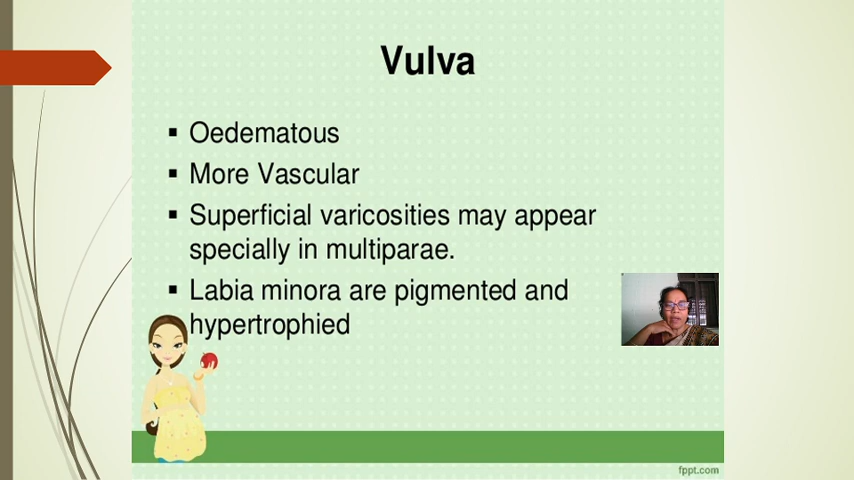 Vulva
▪ Oedematous
▪ More Vascular
▪ Superficial varicosities may appear
specially in multiparae.
▪ Labia minora are pigmented and
hypertrophied
fppt.com